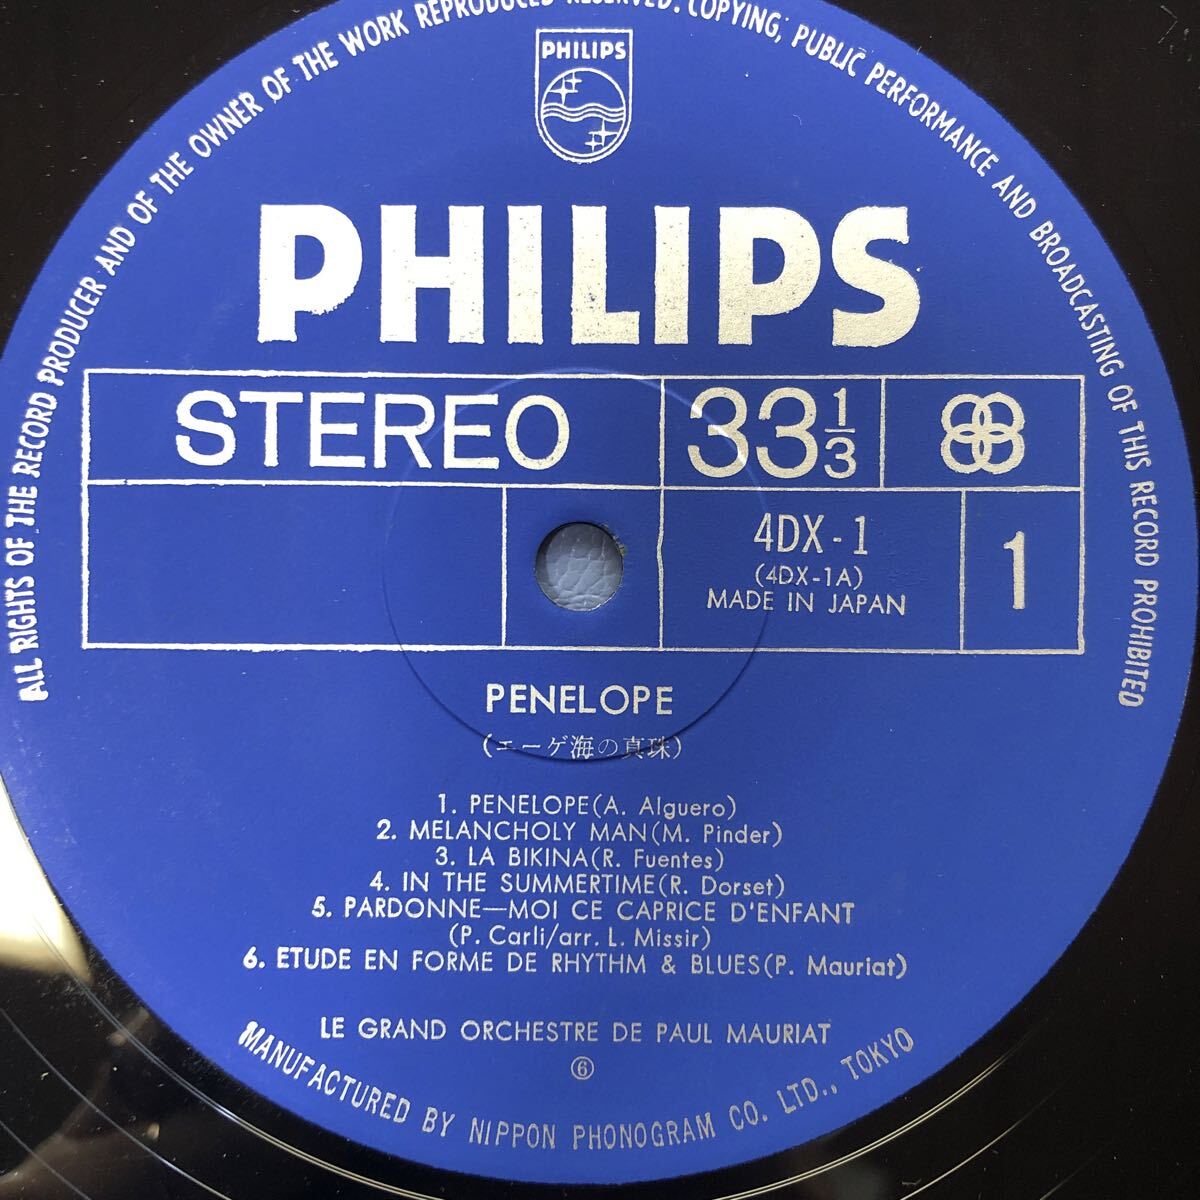 ALL RIGHTS OF THE RECORD PRODUCER AND OF THE OWNER OF THE WORK REPRODUCED RESERVED. COPYING, PUBLIC PERFORMANCE AND BROADCASTING OF THIS RECORD PROHIBITED
PHILIPS
PHILIPS
STEREO
33 1/3
4DX-1
(4DX-1A)
MADE IN JAPAN
1
PENELOPE
(エーゲ海の真珠)
1. PENELOPE(A. Alguero)
2. MELANCHOLY MAN(M. Pinder)
3. LA BIKINA(R. Fuentes)
4. IN THE SUMMERTIME(R. Dorset)
5. PARDONNE—MOI CE CAPRICE D'ENFANT
(P. Carli/arr. L. Missir)
6. ETUDE EN FORME DE RHYTHM & BLUES(P. Mauriat)
LE GRAND ORCHESTRE DE PAUL MAURIAT
⑥
MANUFACTURED BY NIPPON PHONOGRAM CO. LTD., TOKYO